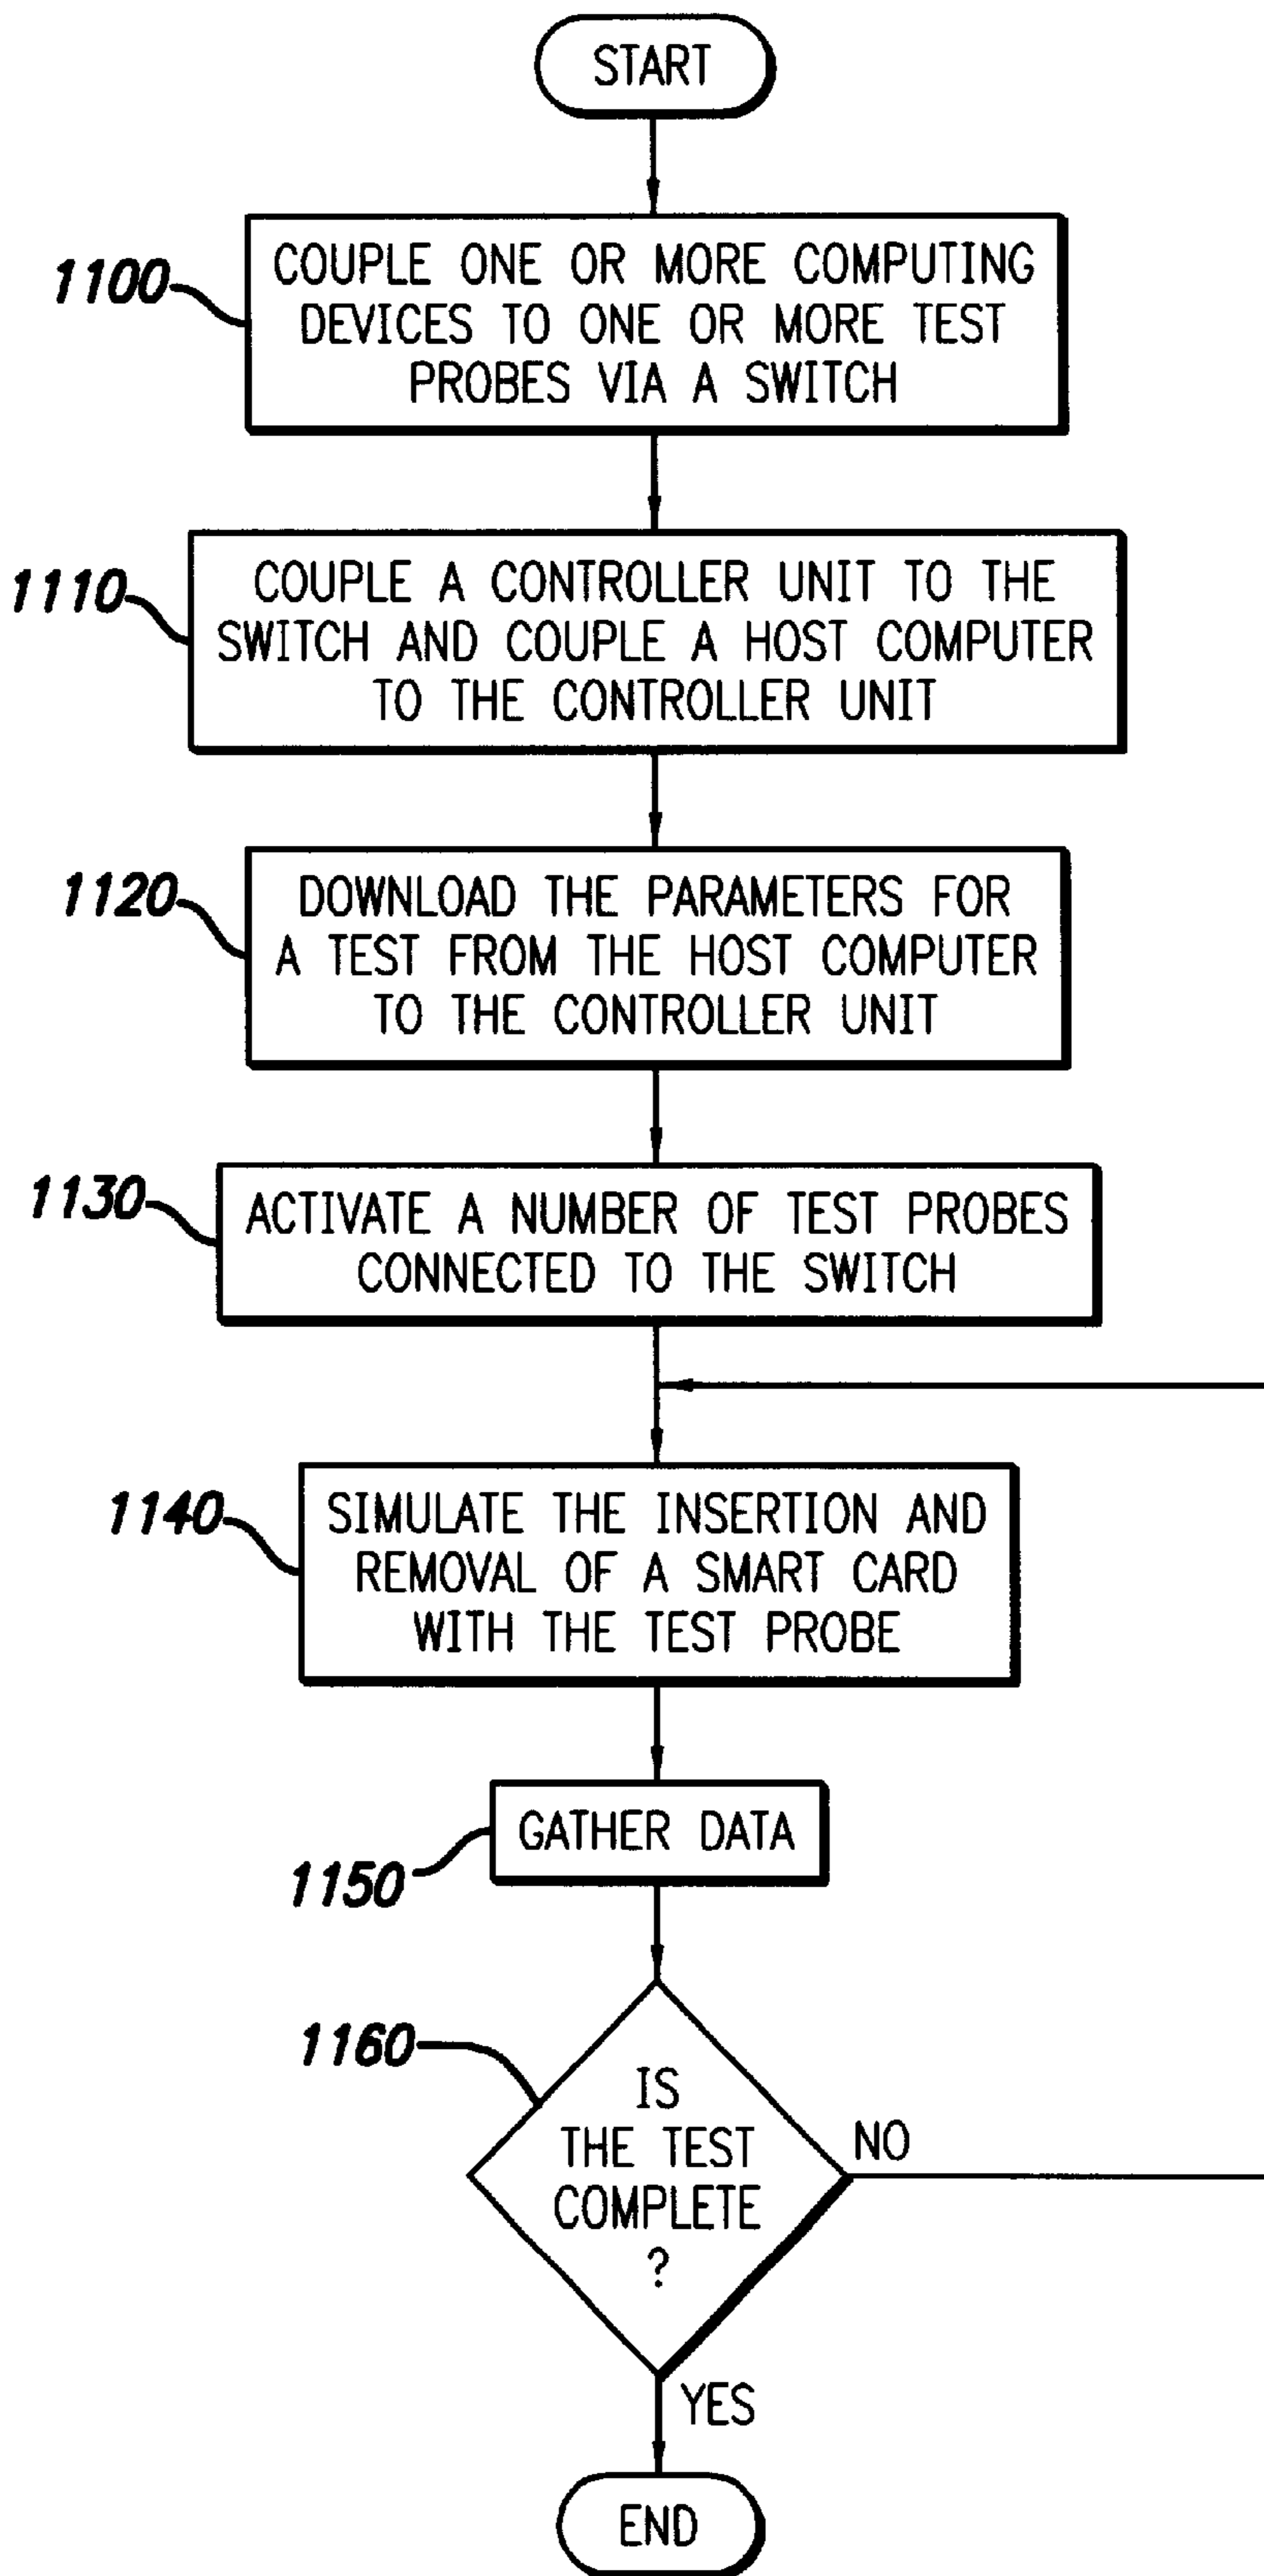 START
1100
COUPLE ONE OR MORE COMPUTING
DEVICES TO ONE OR MORE TEST
PROBES VIA A SWITCH
1110
COUPLE A CONTROLLER UNIT TO THE
SWITCH AND COUPLE A HOST COMPUTER
TO THE CONTROLLER UNIT
1120
DOWNLOAD THE PARAMETERS FOR
A TEST FROM THE HOST COMPUTER
TO THE CONTROLLER UNIT
1130
ACTIVATE A NUMBER OF TEST PROBES
CONNECTED TO THE SWITCH
1140
SIMULATE THE INSERTION AND
REMOVAL OF A SMART CARD
WITH THE TEST PROBE
GATHER DATA
1150
1160
IS
THE TEST
COMPLETE
?
NO
YES
END